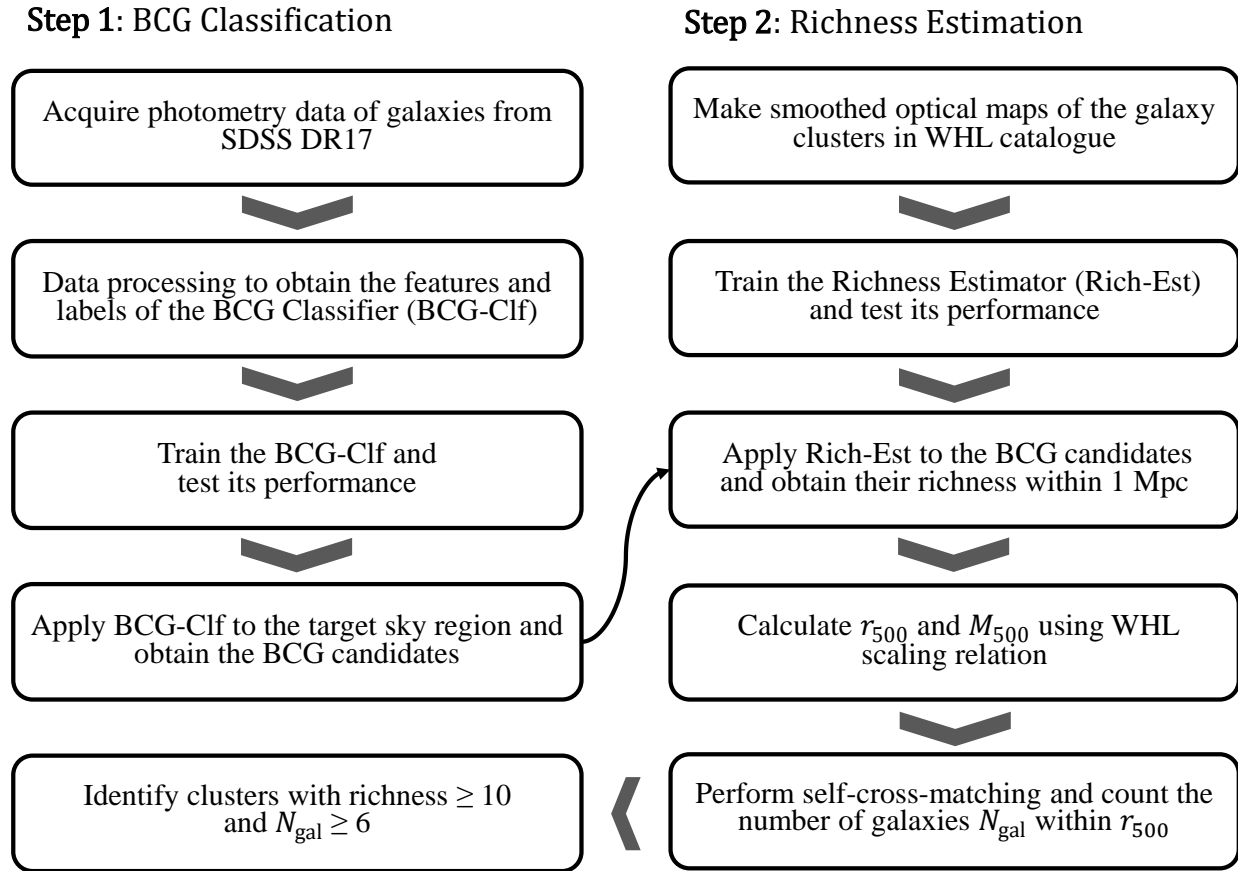 Step 1: BCG Classification
Acquire photometry data of galaxies from
SDSS DR17
Data processing to obtain the features and
labels of the BCG Classifier (BCG-Clf)
Train the BCG-Clf and
test its performance
Apply BCG-Clf to the target sky region and
obtain the BCG candidates
Step 2: Richness Estimation
Make smoothed optical maps of the galaxy
clusters in WHL catalogue
Train the Richness Estimator (Rich-Est)
and test its performance
Apply Rich-Est to the BCG candidates
and obtain their richness within 1 Mpc
Calculate r₅₀₀ and M₅₀₀ using WHL
scaling relation
Perform self-cross-matching and count the
number of galaxies N_gal within r₅₀₀
Identify clusters with richness ≥ 10
and N_gal ≥ 6